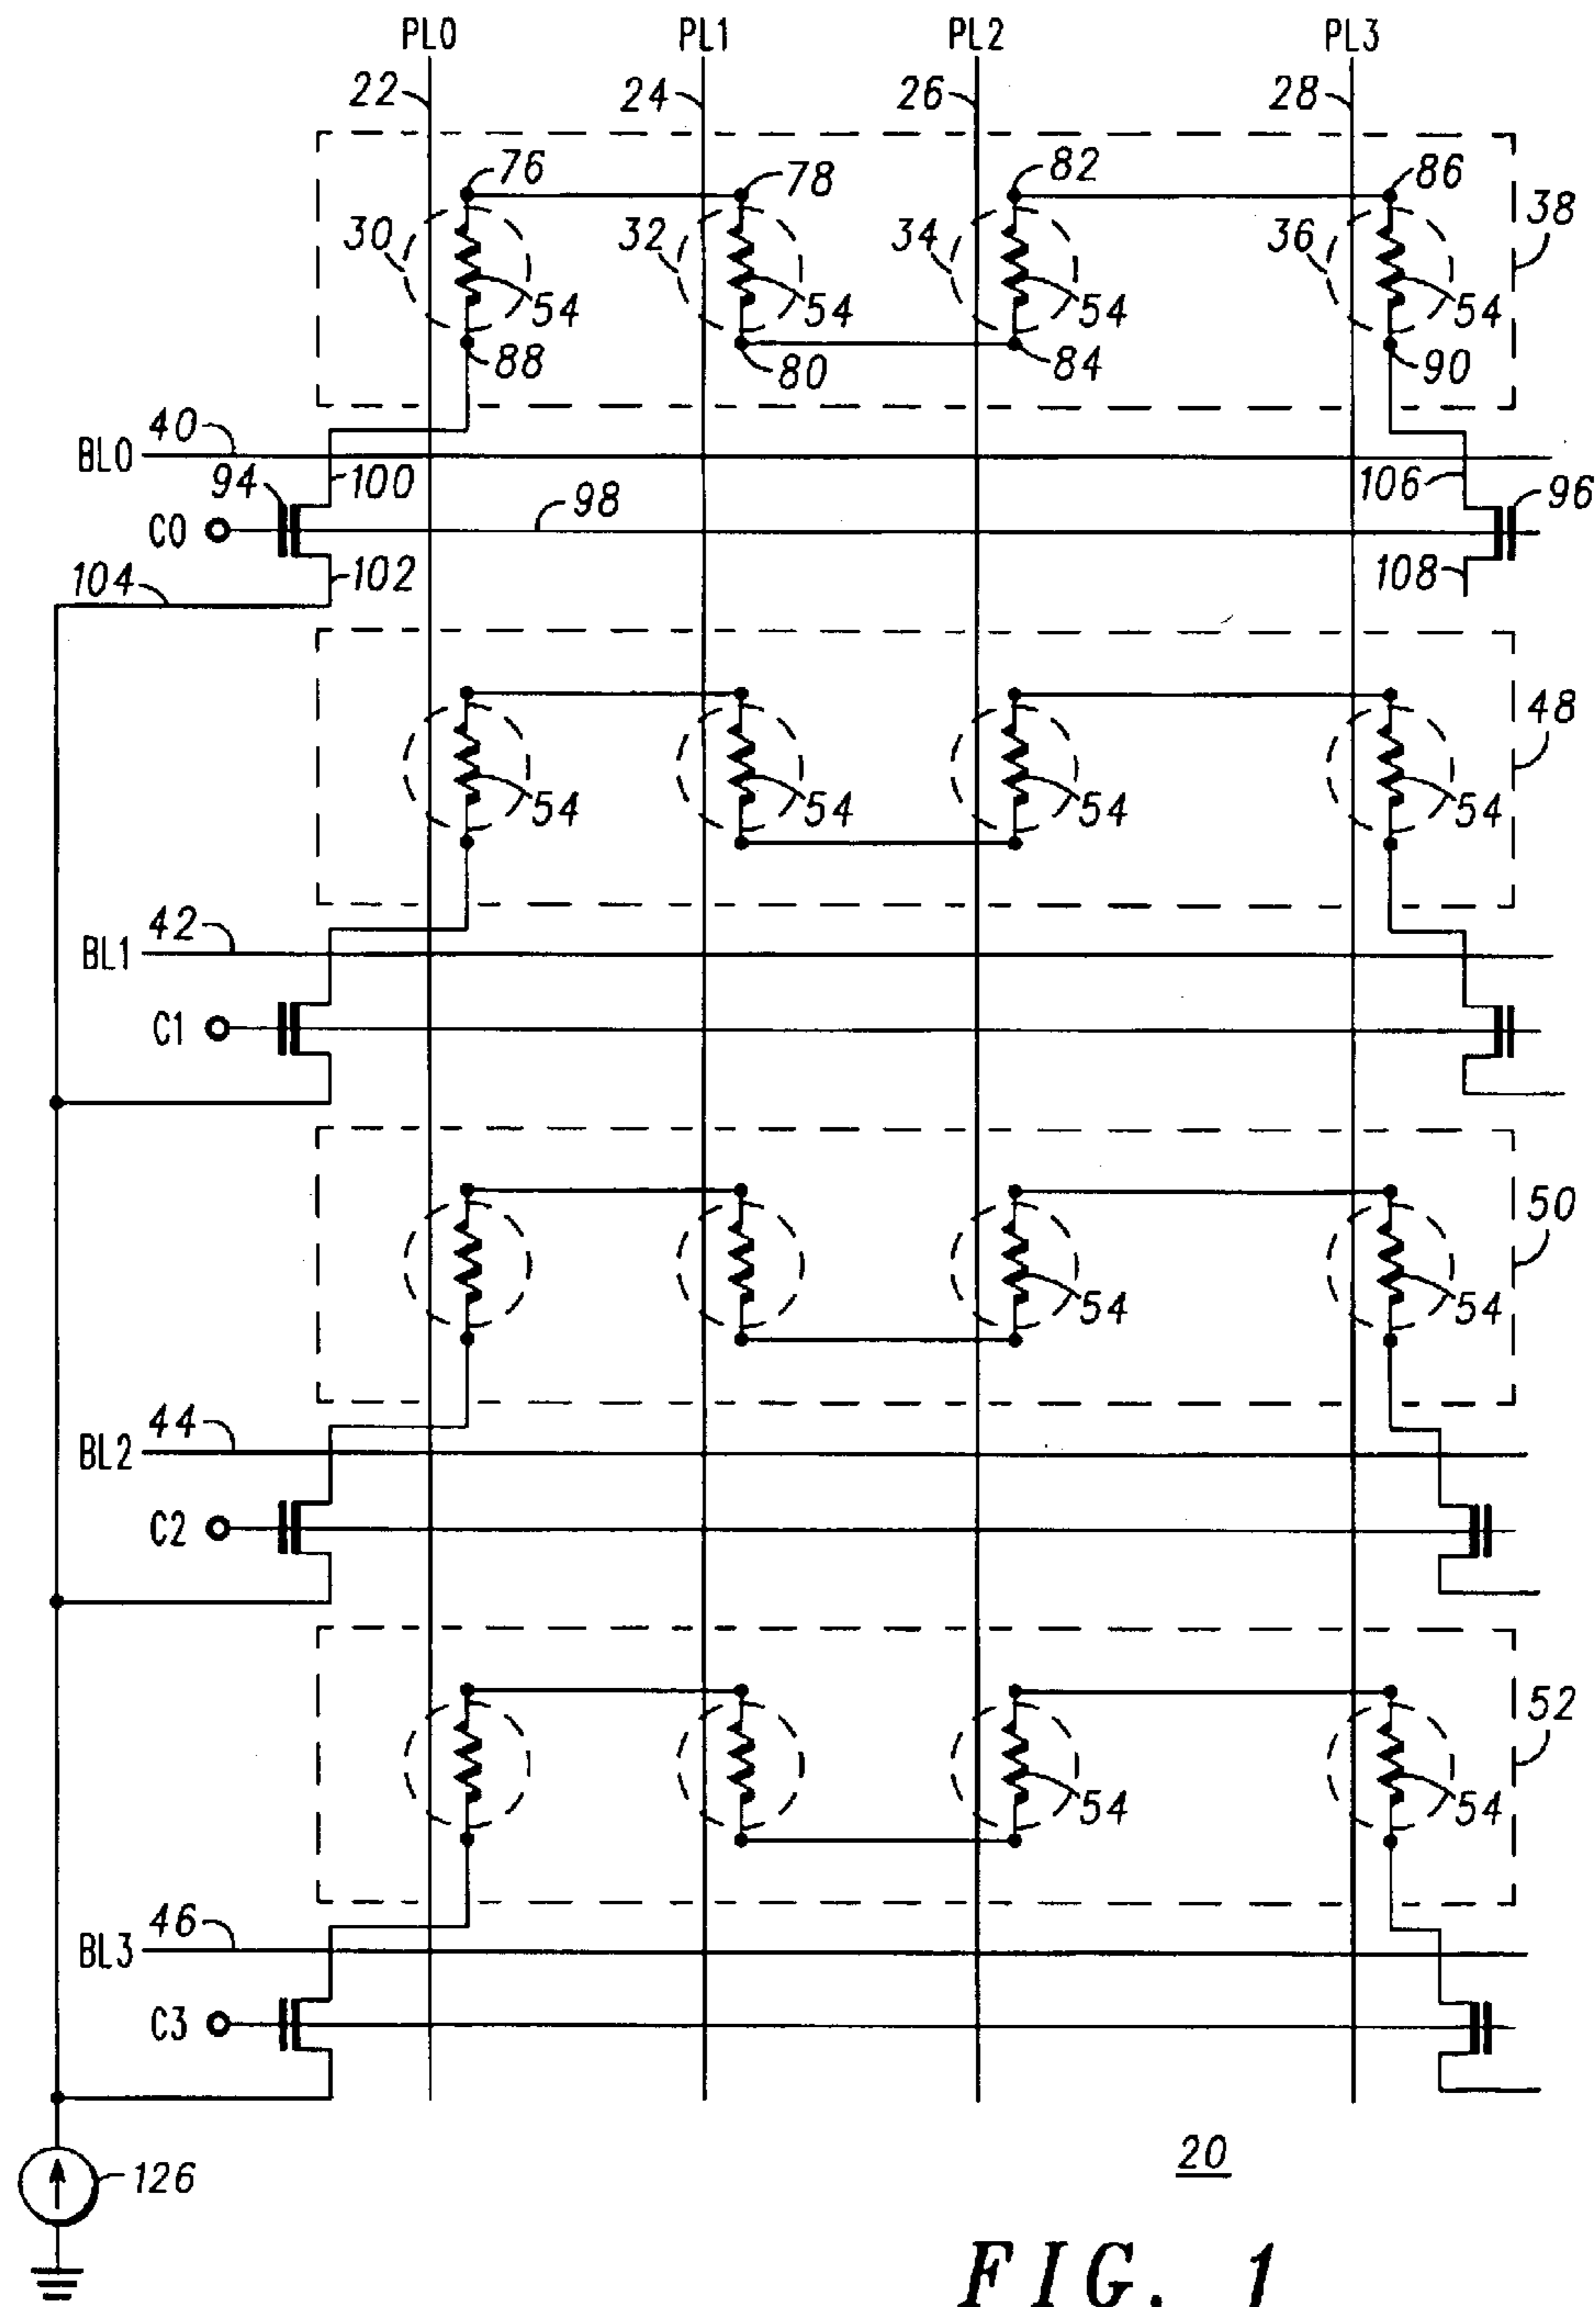 PL0 PL1 PL2 PL3
22 24 26 28
76 78 82 86
30 32 34 36 38
54 54 54 54
88 80 84 90
BL0 40
94 100 98 106 96
C0
104 102 108
48
54 54 54 54
BL1 42
C1
50
54 54
BL2 44
C2
52
54 54
BL3 46
C3
126
20
FIG. 1